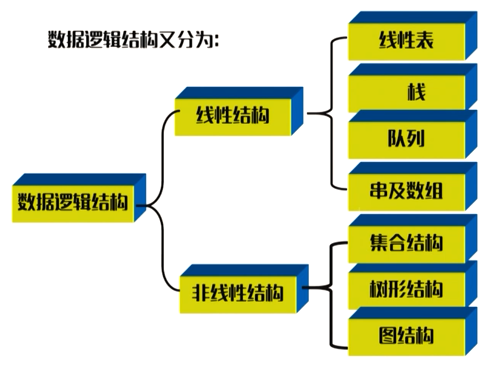 数据逻辑结构又分为:
线性表
栈
线性结构
队列
串及数组
数据逻辑结构
集合结构
非线性结构
树形结构
图结构